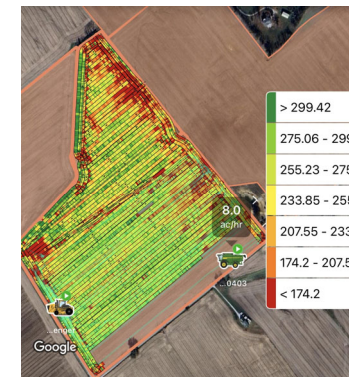 > 299.42
275.06 - 299
255.23 - 275
233.85 - 255
207.55 - 233
174.2 - 207.5
< 174.2
8.0
ac/hr
...0403
...enger
Google